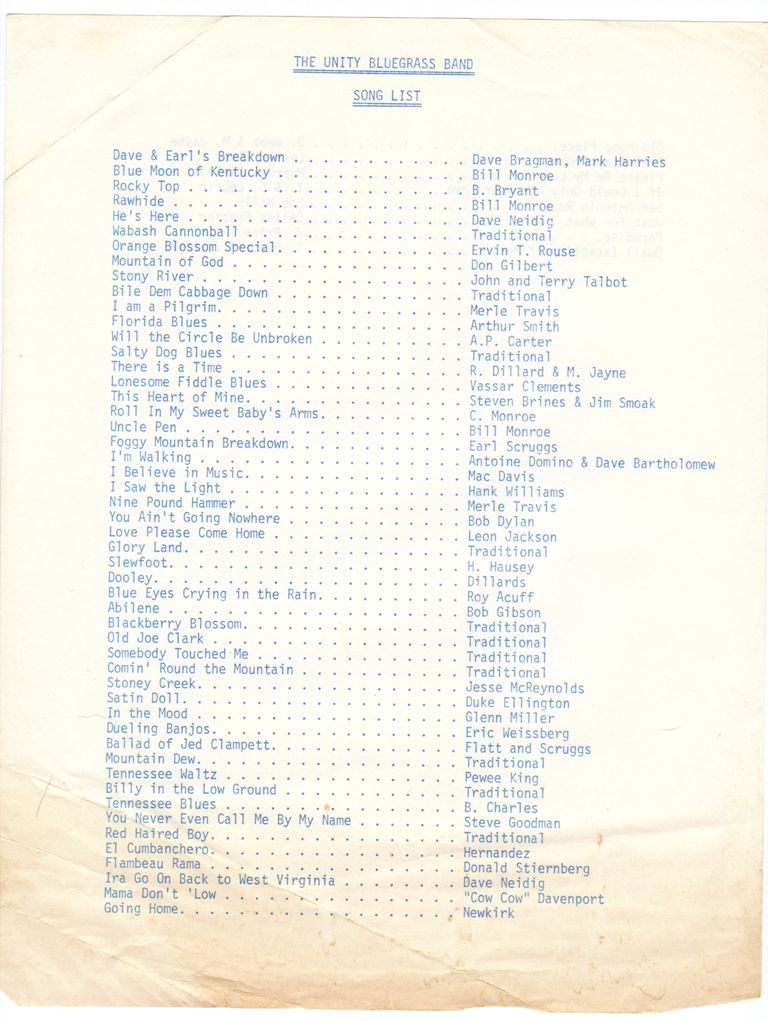 THE UNITY BLUEGRASS BAND
SONG LIST
Dave & Earl's Breakdown . . . . . . . . . . . . Dave Bragman, Mark Harries
Blue Moon of Kentucky . . . . . . . . . . . . . Bill Monroe
Rocky Top . . . . . . . . . . . . . . . . . . . B. Bryant
Rawhide . . . . . . . . . . . . . . . . . . . . Bill Monroe
He's Here . . . . . . . . . . . . . . . . . . . Dave Neidig
Wabash Cannonball . . . . . . . . . . . . . . . Traditional
Orange Blossom Special. . . . . . . . . . . . . Ervin T. Rouse
Mountain of God . . . . . . . . . . . . . . . . Don Gilbert
Stony River . . . . . . . . . . . . . . . . . . John and Terry Talbot
Bile Dem Cabbage Down . . . . . . . . . . . . . Traditional
I am a Pilgrim. . . . . . . . . . . . . . . . . Merle Travis
Florida Blues . . . . . . . . . . . . . . . . . Arthur Smith
Will the Circle Be Unbroken . . . . . . . . . . A.P. Carter
Salty Dog Blues . . . . . . . . . . . . . . . . Traditional
There is a Time . . . . . . . . . . . . . . . . R. Dillard & M. Jayne
Lonesome Fiddle Blues . . . . . . . . . . . . . Vassar Clements
This Heart of Mine. . . . . . . . . . . . . . . Steven Brines & Jim Smoak
Roll In My Sweet Baby's Arms. . . . . . . . . . C. Monroe
Uncle Pen . . . . . . . . . . . . . . . . . . . Bill Monroe
Foggy Mountain Breakdown. . . . . . . . . . . . Earl Scruggs
I'm Walking . . . . . . . . . . . . . . . . . . Antoine Domino & Dave Bartholomew
I Believe in Music. . . . . . . . . . . . . . . Mac Davis
I Saw the Light . . . . . . . . . . . . . . . . Hank Williams
Nine Pound Hammer . . . . . . . . . . . . . . . Merle Travis
You Ain't Going Nowhere . . . . . . . . . . . . Bob Dylan
Love Please Come Home . . . . . . . . . . . . . Leon Jackson
Glory Land. . . . . . . . . . . . . . . . . . . Traditional
Slewfoot. . . . . . . . . . . . . . . . . . . . H. Hausey
Dooley. . . . . . . . . . . . . . . . . . . . . Dillards
Blue Eyes Crying in the Rain. . . . . . . . . . Roy Acuff
Abilene . . . . . . . . . . . . . . . . . . . . Bob Gibson
Blackberry Blossom. . . . . . . . . . . . . . . Traditional
Old Joe Clark . . . . . . . . . . . . . . . . . Traditional
Somebody Touched Me . . . . . . . . . . . . . . Traditional
Comin' Round the Mountain . . . . . . . . . . . Traditional
Stoney Creek. . . . . . . . . . . . . . . . . . Jesse McReynolds
Satin Doll. . . . . . . . . . . . . . . . . . . Duke Ellington
In the Mood . . . . . . . . . . . . . . . . . . Glenn Miller
Dueling Banjos. . . . . . . . . . . . . . . . . Eric Weissberg
Ballad of Jed Clampett. . . . . . . . . . . . . Flatt and Scruggs
Mountain Dew. . . . . . . . . . . . . . . . . . Traditional
Tennessee Waltz . . . . . . . . . . . . . . . . Pewee King
Billy in the Low Ground . . . . . . . . . . . . Traditional
Tennessee Blues . . . . . . . . . . . . . . . . B. Charles
You Never Even Call Me By My Name . . . . . . . Steve Goodman
Red Haired Boy. . . . . . . . . . . . . . . . . Traditional
El Cumbanchero. . . . . . . . . . . . . . . . . Hernandez
Flambeau Rama . . . . . . . . . . . . . . . . . Donald Stiernberg
Ira Go On Back to West Virginia . . . . . . . . Dave Neidig
Mama Don't 'Low . . . . . . . . . . . . . . . . "Cow Cow" Davenport
Going Home. . . . . . . . . . . . . . . . . . . Newkirk